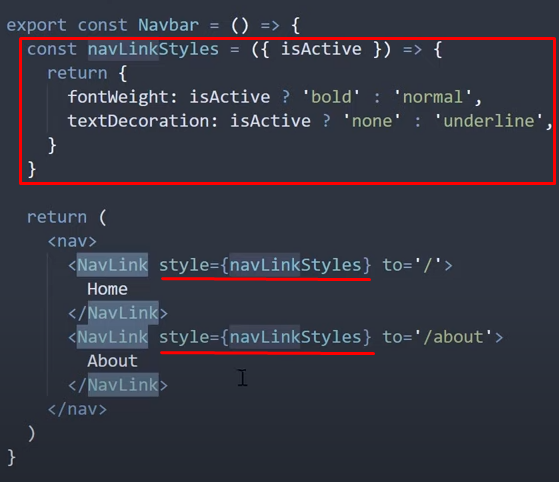 export const Navbar = () => {
const navLinkStyles = ({ isActive }) => {
return {
fontWeight: isActive ? 'bold' : 'normal',
textDecoration: isActive ? 'none' : 'underline',
}
}
return (
<nav>
<NavLink style={navLinkStyles} to='/'>
Home
</NavLink>
<NavLink style={navLinkStyles} to='/about'>
About
</NavLink>
</nav>
)
}